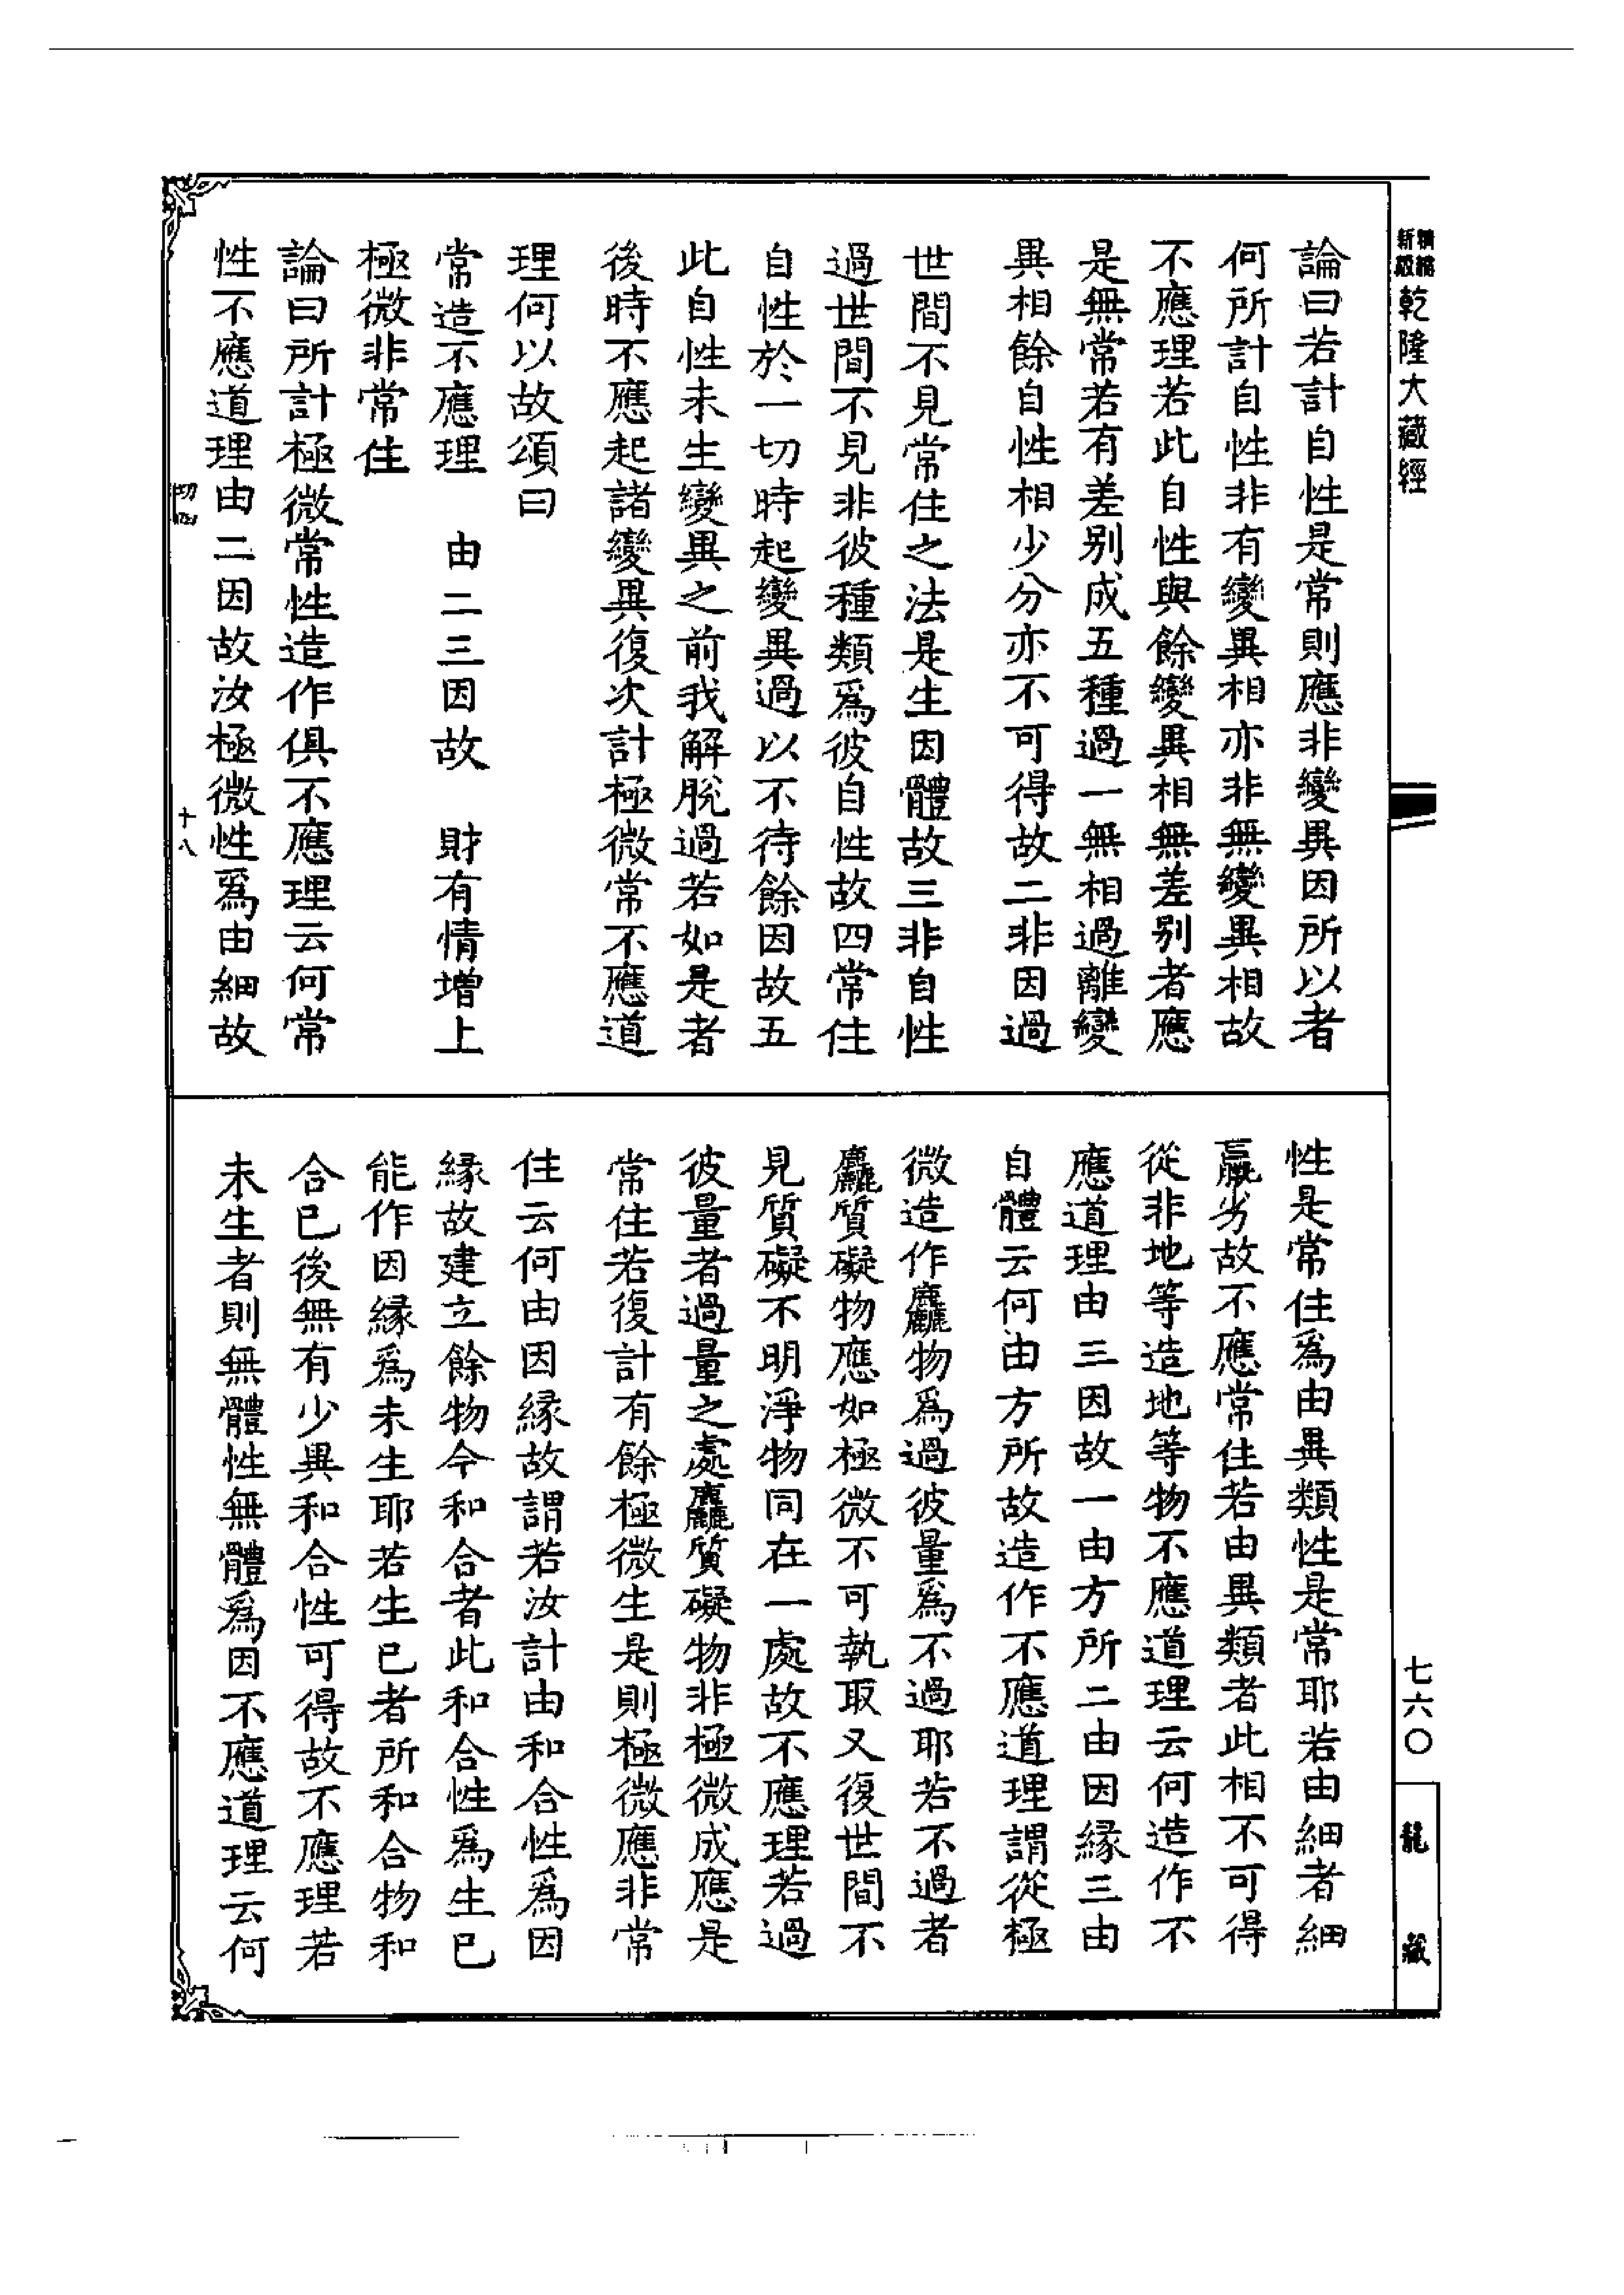 新精
版縮
乾隆大藏經
論曰若計自性是常則應非變異因所以者
何所計自性非有變異相亦非無變異相故
不應理若此自性與餘變異相無差别者應
是無常若有差别成五種過一無相過離變
異相餘自性相少分亦不可得故二非因過
世間不見常住之法是生因體故三非自性
過世間不見非彼種類爲彼自性故四常住
自性於一切時起變異過以不待餘因故五
此自性未生變異之前我解脫過若如是者
後時不應起諸變異復次計極微常不應道
理何以故頌曰
常造不應理　由二三因故　財有情增上
極微非常住
論曰所計極微常性造作俱不應理云何常
性不應道理由二因故汝極微性爲由細故
十八
性是常住爲由異類性是常耶若由細者細
羸劣故不應常住若由異類者此相不可得
從非地等造地等物不應道理云何造作不
應道理由三因故一由方所二由因緣三由
自體云何由方所故造作不應道理謂從極
微造作麤物爲過彼量爲不過耶若不過者
麤質礙物應如極微不可執取又復世間不
見質礙不明淨物同在一處故不應理若過
彼量者過量之處麤質礙物非極微成應是
常住若復計有餘極微生是則極微應非常
住云何由因緣故謂若汝計由和合性爲因
緣故建立餘物今和合者此和合性爲生已
能作因緣爲未生耶若生已者所和合物和
合已後無有少異和合性可得故不應理若
未生者則無體性無體爲因不應道理云何
七六〇
龍藏